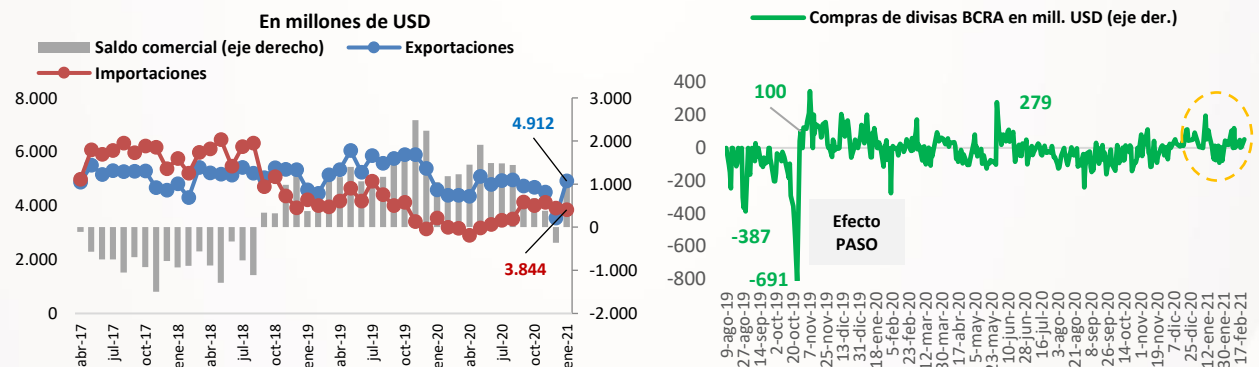 En millones de USD
Saldo comercial (eje derecho)
Exportaciones
Importaciones
8.000
6.000
4.000
2.000
0
3.000
2.000
1.000
0
-1.000
-2.000
4.912
3.844
abr-17
jul-17
oct-17
ene-18
abr-18
jul-18
oct-18
ene-19
abr-19
jul-19
oct-19
ene-20
abr-20
jul-20
oct-20
ene-21
Compras de divisas BCRA en mill. USD (eje der.)
400
200
0
-200
-400
-600
-800
100
279
-387
-691
Efecto
PASO
9-ago-19
27-ago-19
14-sep-19
2-oct-19
20-oct-19
7-nov-19
25-nov-19
13-dic-19
31-dic-19
18-ene-20
5-feb-20
23-feb-20
12-mar-20
30-mar-20
17-abr-20
5-may-20
23-may-20
10-jun-20
28-jun-20
16-jul-20
3-ago-20
21-ago-20
8-sep-20
26-sep-20
14-oct-20
1-nov-20
19-nov-20
7-dic-20
25-dic-20
12-ene-21
30-ene-21
17-feb-21